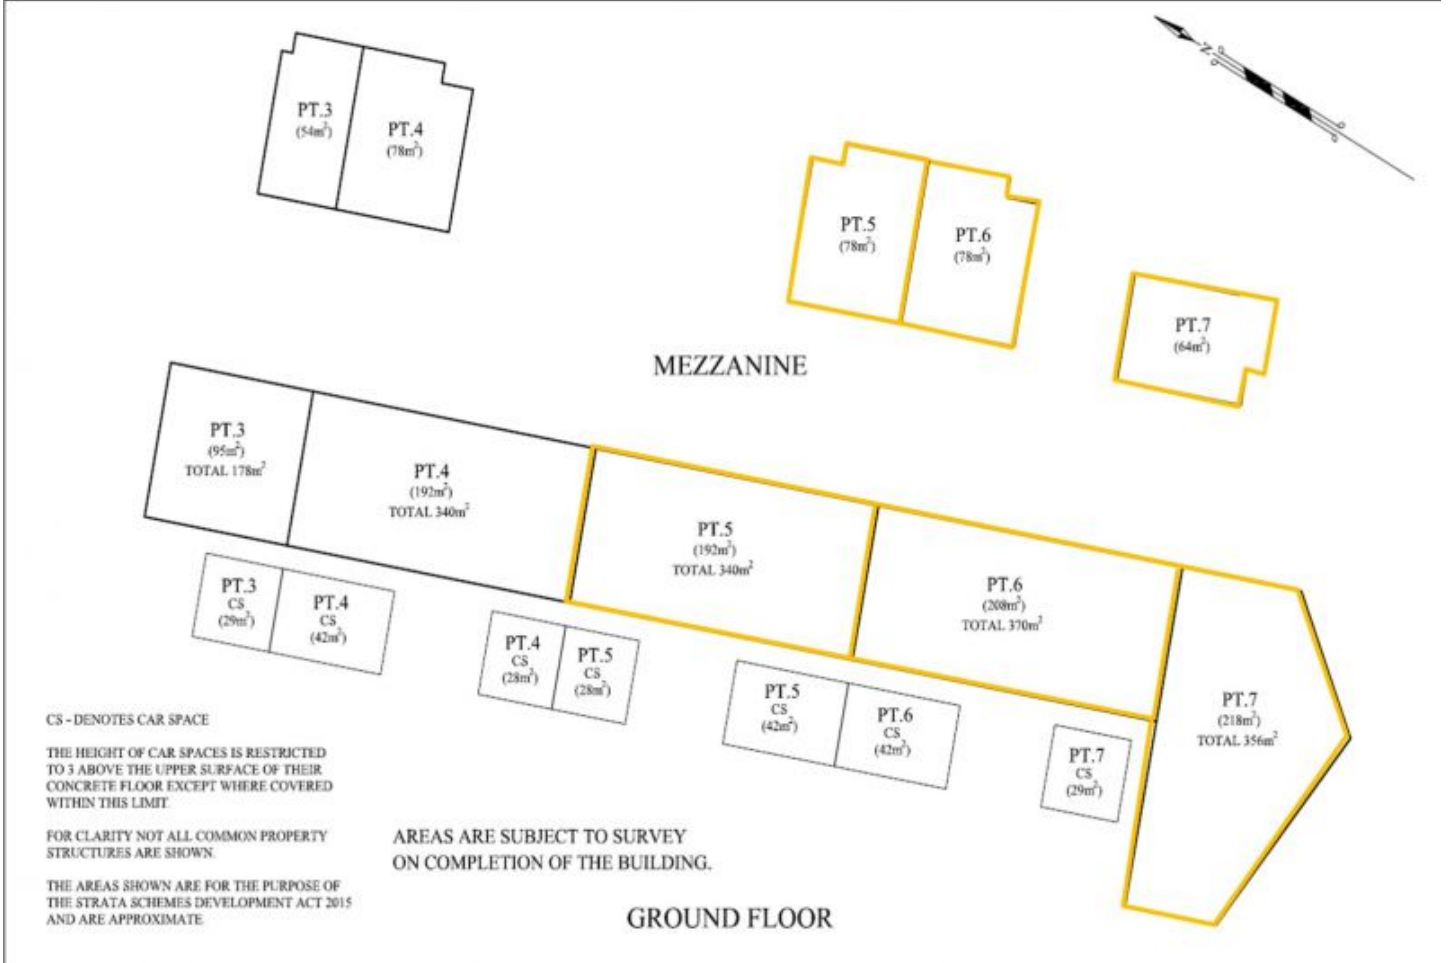 N
PT.3
(54m²)
PT.4
(78m²)
PT.5
(78m²)
PT.6
(78m²)
PT.7
(64m²)
MEZZANINE
PT.3
(95m²)
TOTAL 178m²
PT.4
(192m²)
TOTAL 340m²
PT.5
(192m²)
TOTAL 340m²
PT.6
(208m²)
TOTAL 370m²
PT.7
(218m²)
TOTAL 356m²
PT.3
CS
(29m²)
PT.4
CS
(42m²)
PT.4
CS
(28m²)
PT.5
CS
(28m²)
PT.5
CS
(42m²)
PT.6
CS
(42m²)
PT.7
CS
(29m²)
CS - DENOTES CAR SPACE
THE HEIGHT OF CAR SPACES IS RESTRICTED
TO 3 ABOVE THE UPPER SURFACE OF THEIR
CONCRETE FLOOR EXCEPT WHERE COVERED
WITHIN THIS LIMIT.
FOR CLARITY NOT ALL COMMON PROPERTY
STRUCTURES ARE SHOWN.
THE AREAS SHOWN ARE FOR THE PURPOSE OF
THE STRATA SCHEMES DEVELOPMENT ACT 2015
AND ARE APPROXIMATE
AREAS ARE SUBJECT TO SURVEY
ON COMPLETION OF THE BUILDING.
GROUND FLOOR